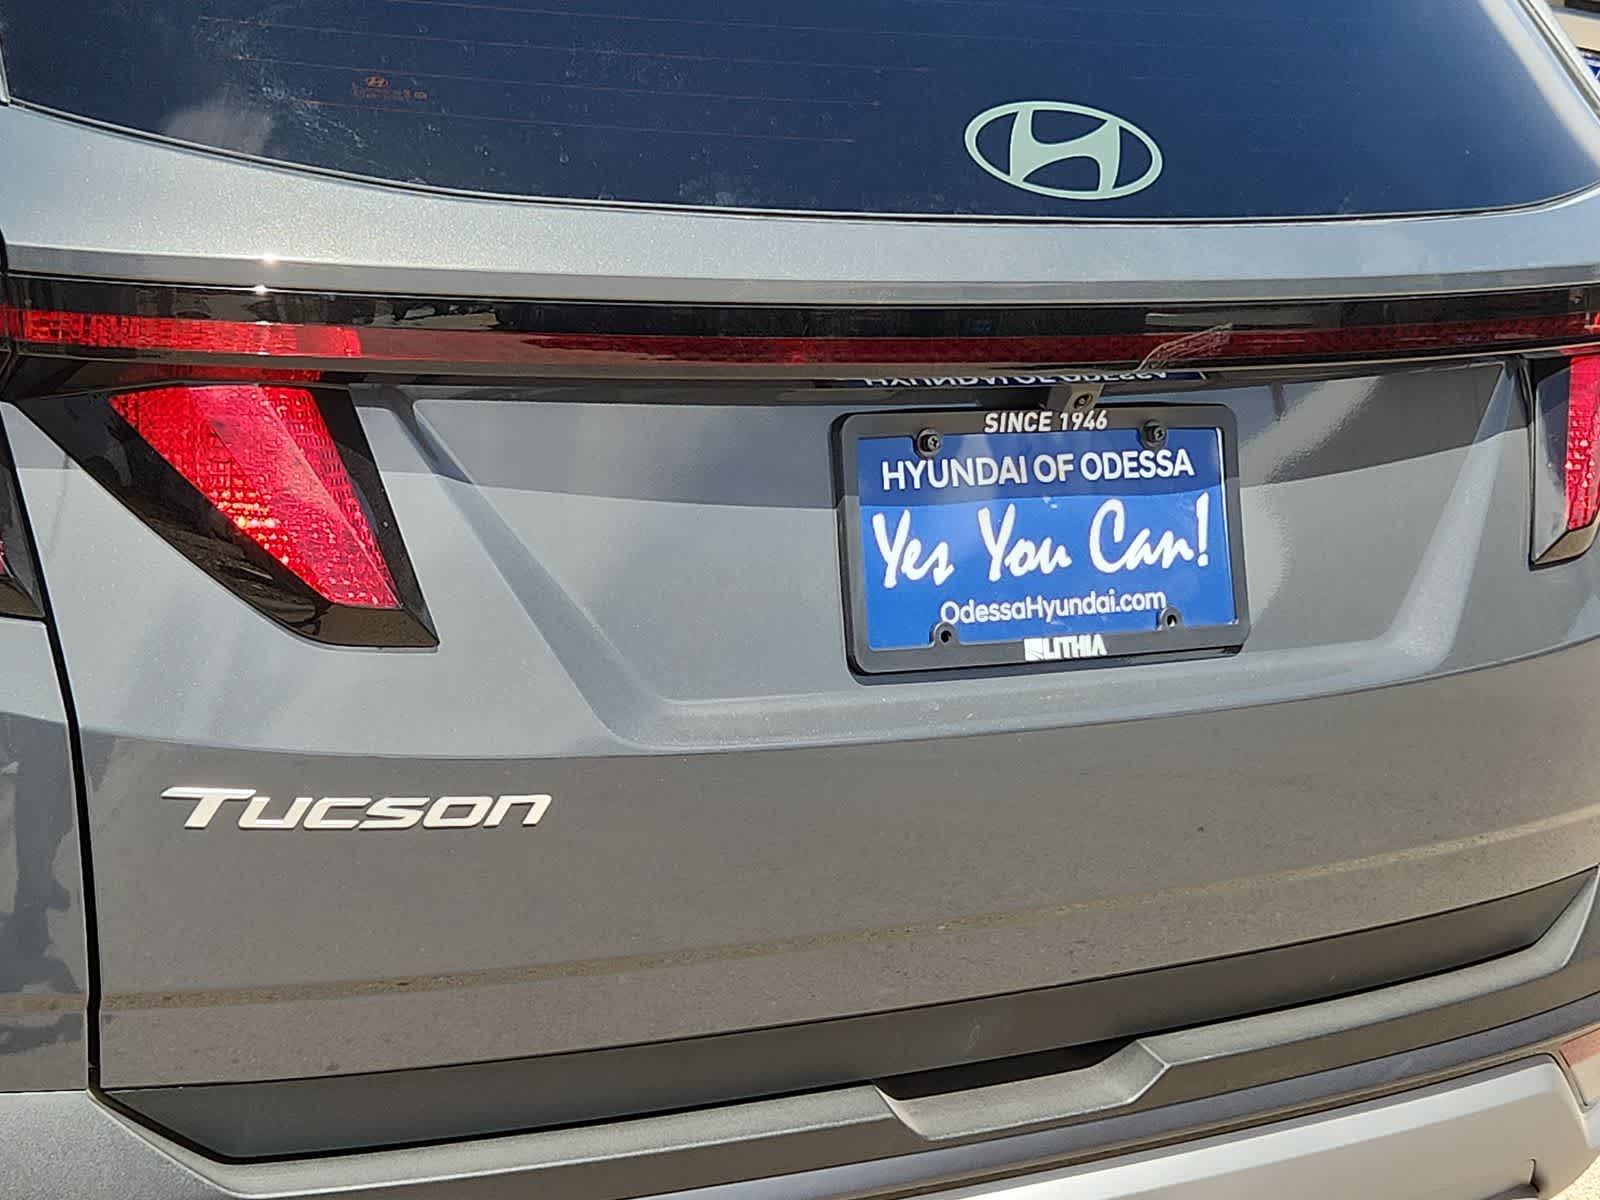 SINCE 1946
HYUNDAI OF ODESSA
Yes You Can!
OdessaHyundai.com
LITHIA
Tucson